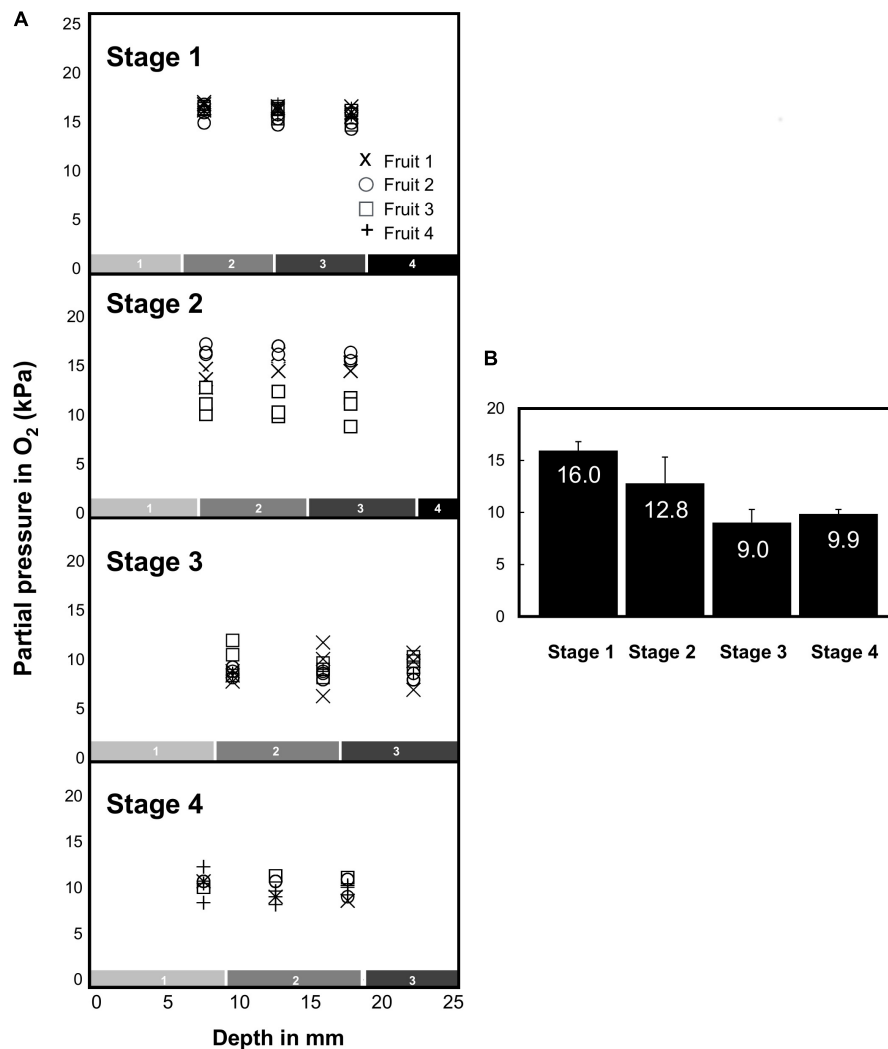 A
Partial pressure in O2 (kPa)
25
20
15
10
5
0
Stage 1
X Fruit 1
Fruit 2
Fruit 3
+ Fruit 4
1 2 3 4
20
15
10
5
0
Stage 2
1 2 3 4
20
15
10
5
0
Stage 3
1 2 3
20
15
10
5
0
Stage 4
1 2 3
0 5 10 15 20 25
Depth in mm
B
20
15
10
5
0
16.0
12.8
9.0
9.9
Stage 1 Stage 2 Stage 3 Stage 4